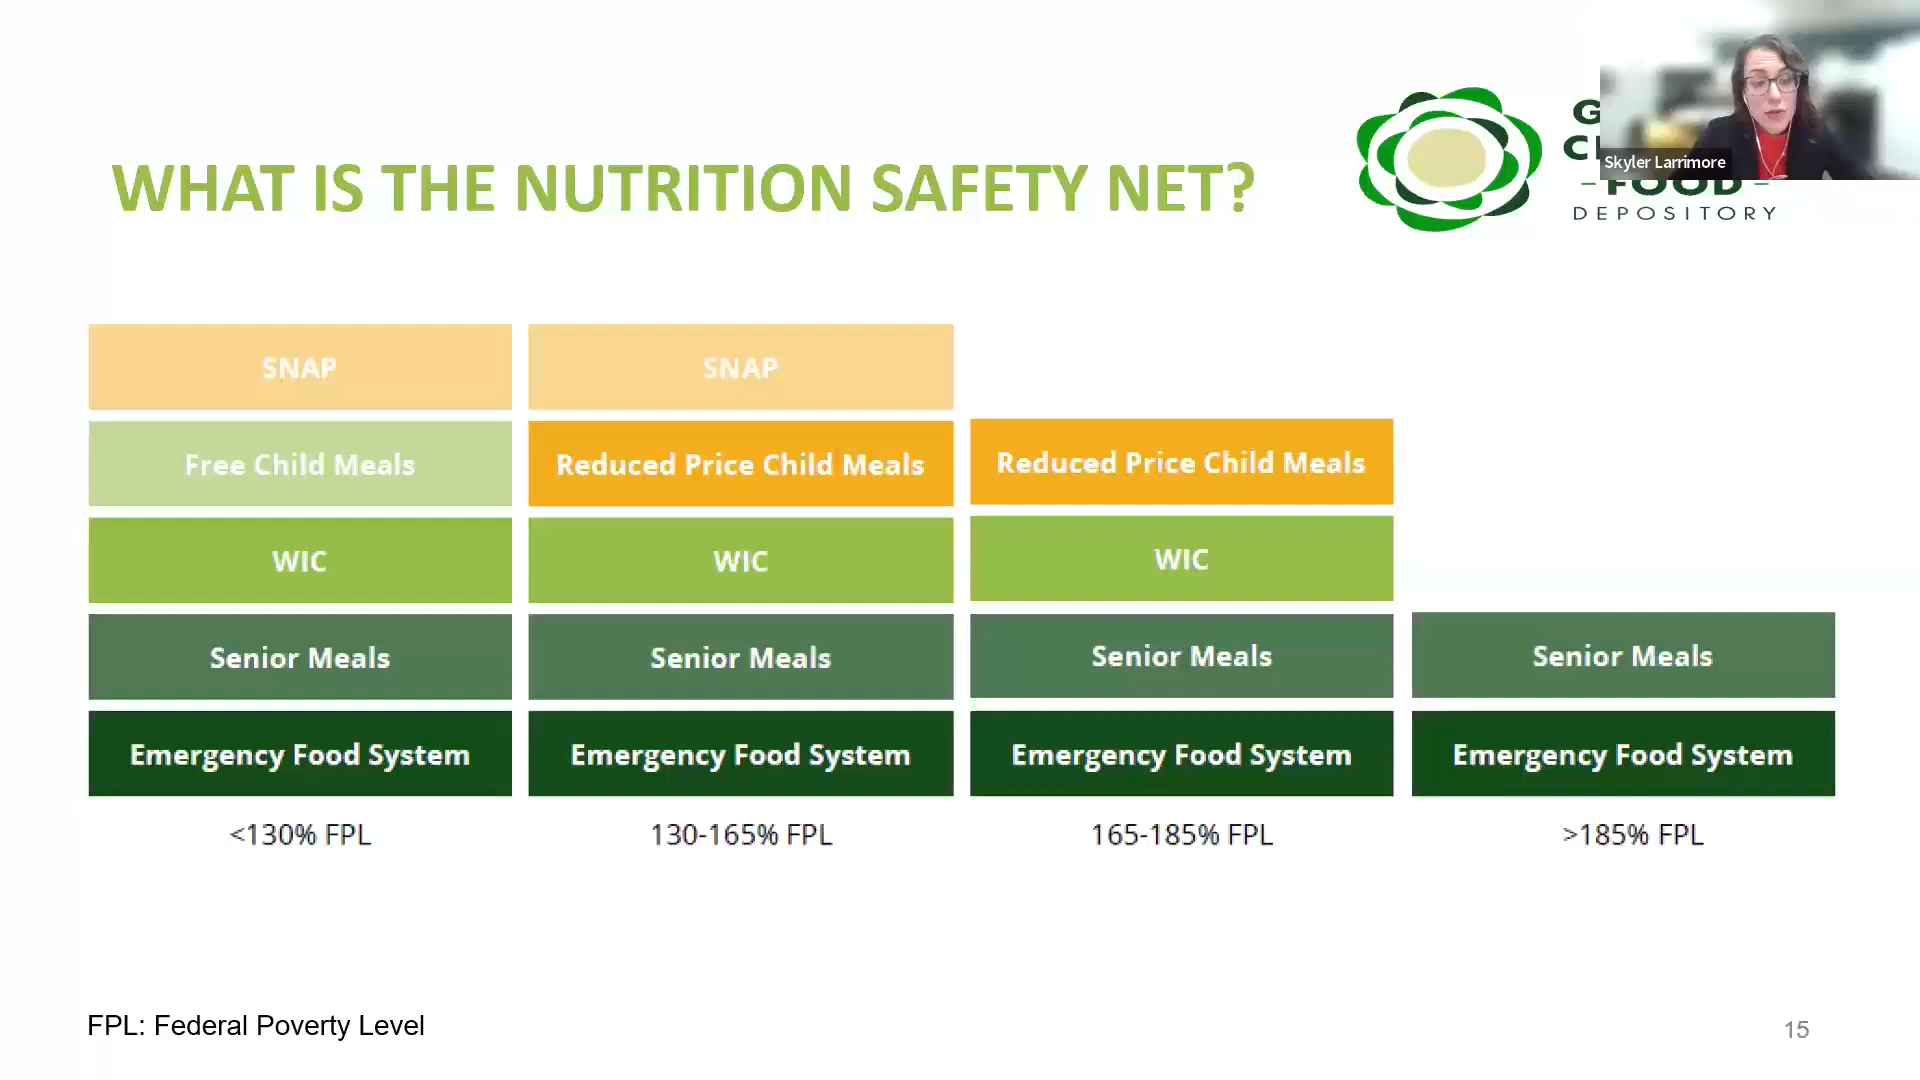 Skyler Larrimore
FOOD
DEPOSITORY
WHAT IS THE NUTRITION SAFETY NET?
SNAP
SNAP
Free Child Meals
Reduced Price Child Meals
Reduced Price Child Meals
WIC
WIC
WIC
Senior Meals
Senior Meals
Senior Meals
Senior Meals
Emergency Food System
Emergency Food System
Emergency Food System
Emergency Food System
<130% FPL
130-165% FPL
165-185% FPL
>185% FPL
FPL: Federal Poverty Level
15